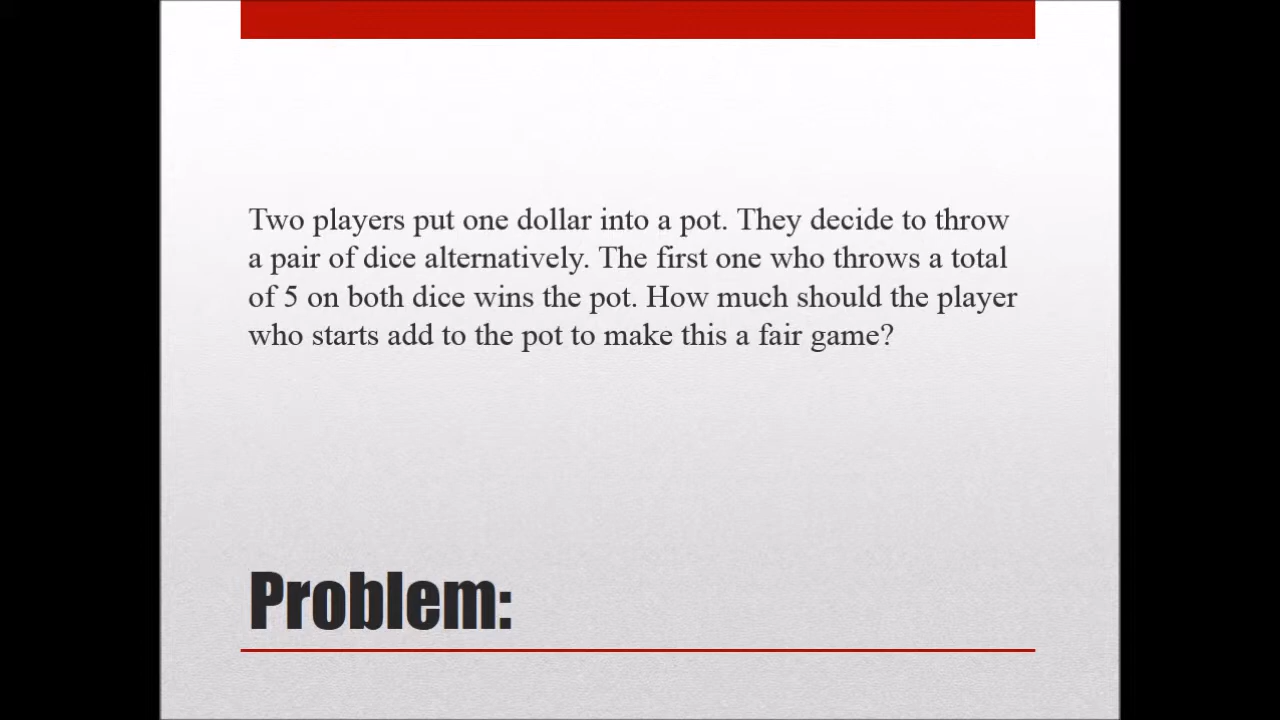 Two players put one dollar into a pot. They decide to throw
a pair of dice alternatively. The first one who throws a total
of 5 on both dice wins the pot. How much should the player
who starts add to the pot to make this a fair game?
Problem: